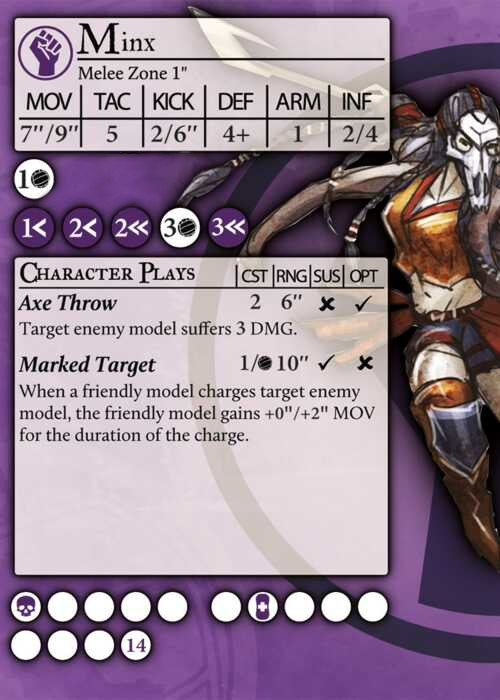 Minx
Melee Zone 1"
MOV TAC KICK DEF ARM INF
7"/9" 5 2/6" 4+ 1 2/4
1
1< 2< 2<< 3 3<<
Character Plays CST RNG SUS OPT
Axe Throw 2 6" ✘ ✓
Target enemy model suffers 3 DMG.
Marked Target 1/ 10" ✓ ✘
When a friendly model charges target enemy
model, the friendly model gains +0"/+2" MOV
for the duration of the charge.
14